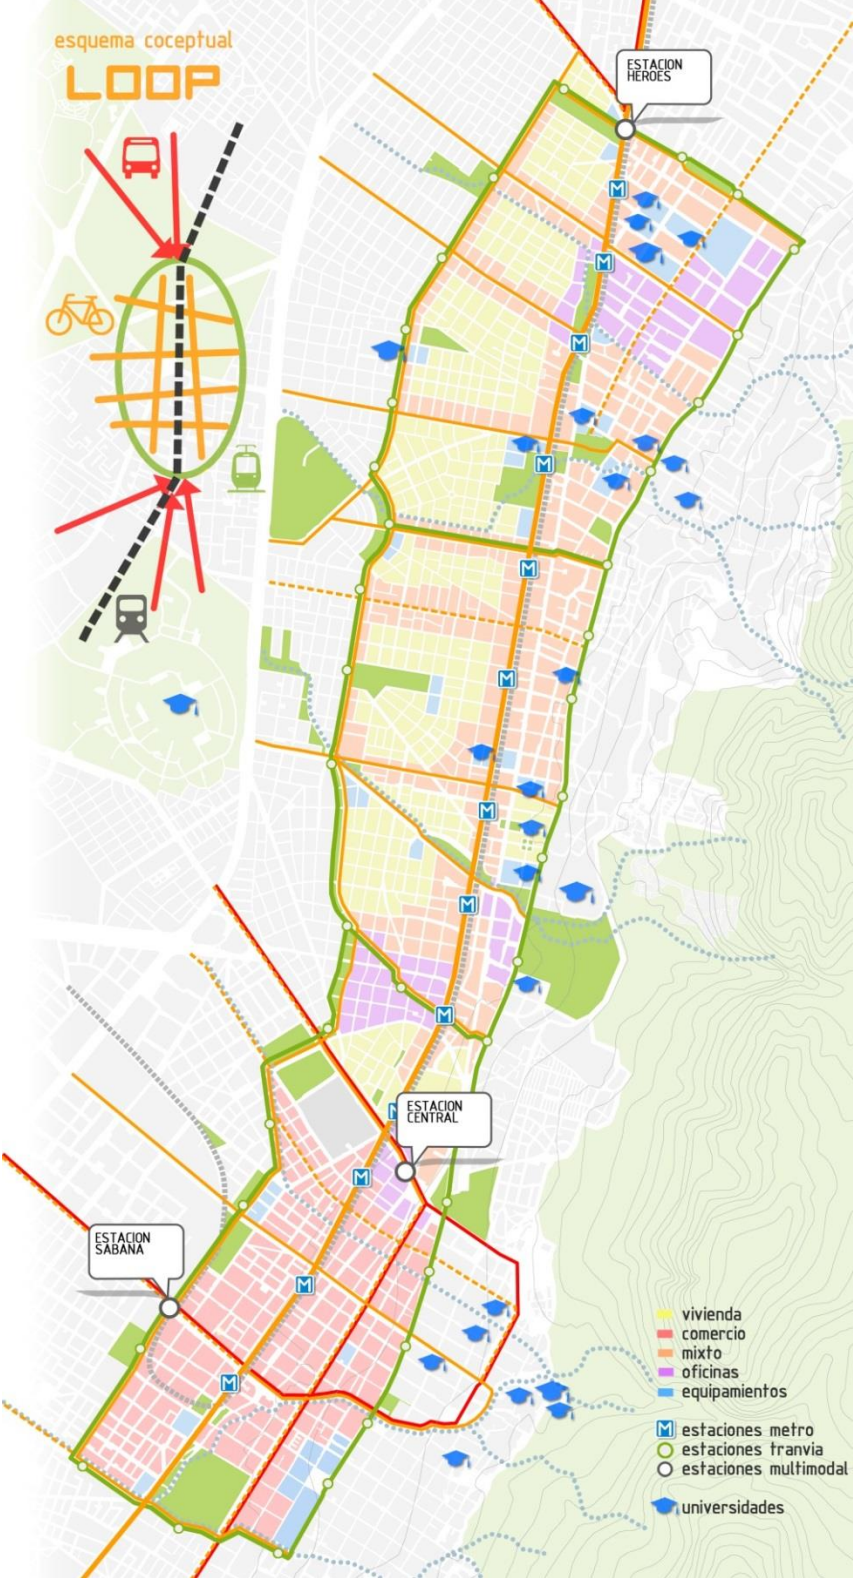 esquema coceptual
LOOP
ESTACION
HEROES
M
M
M
M
M
M
M
M
M
M
ESTACION
CENTRAL
M
ESTACION
SABANA
M
M
vivienda
comercio
mixto
oficinas
equipamientos
M estaciones metro
estaciones tranvia
estaciones multimodal
universidades